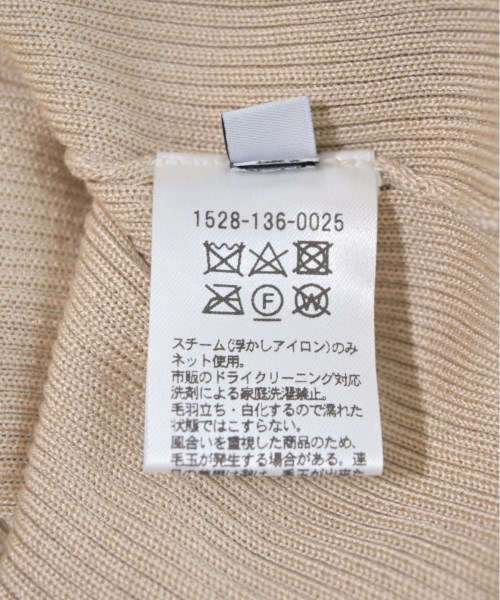 1528-136-0025
F W
スチーム(浮かしアイロン)のみ
ネット使用。
市販のドライクリーニング対応
洗剤による家庭洗濯禁止。
毛羽立ち・白化するので濡れた
状態ではこすらない。
風合いを重視した商品のため、
毛玉が発生する場合がある。連